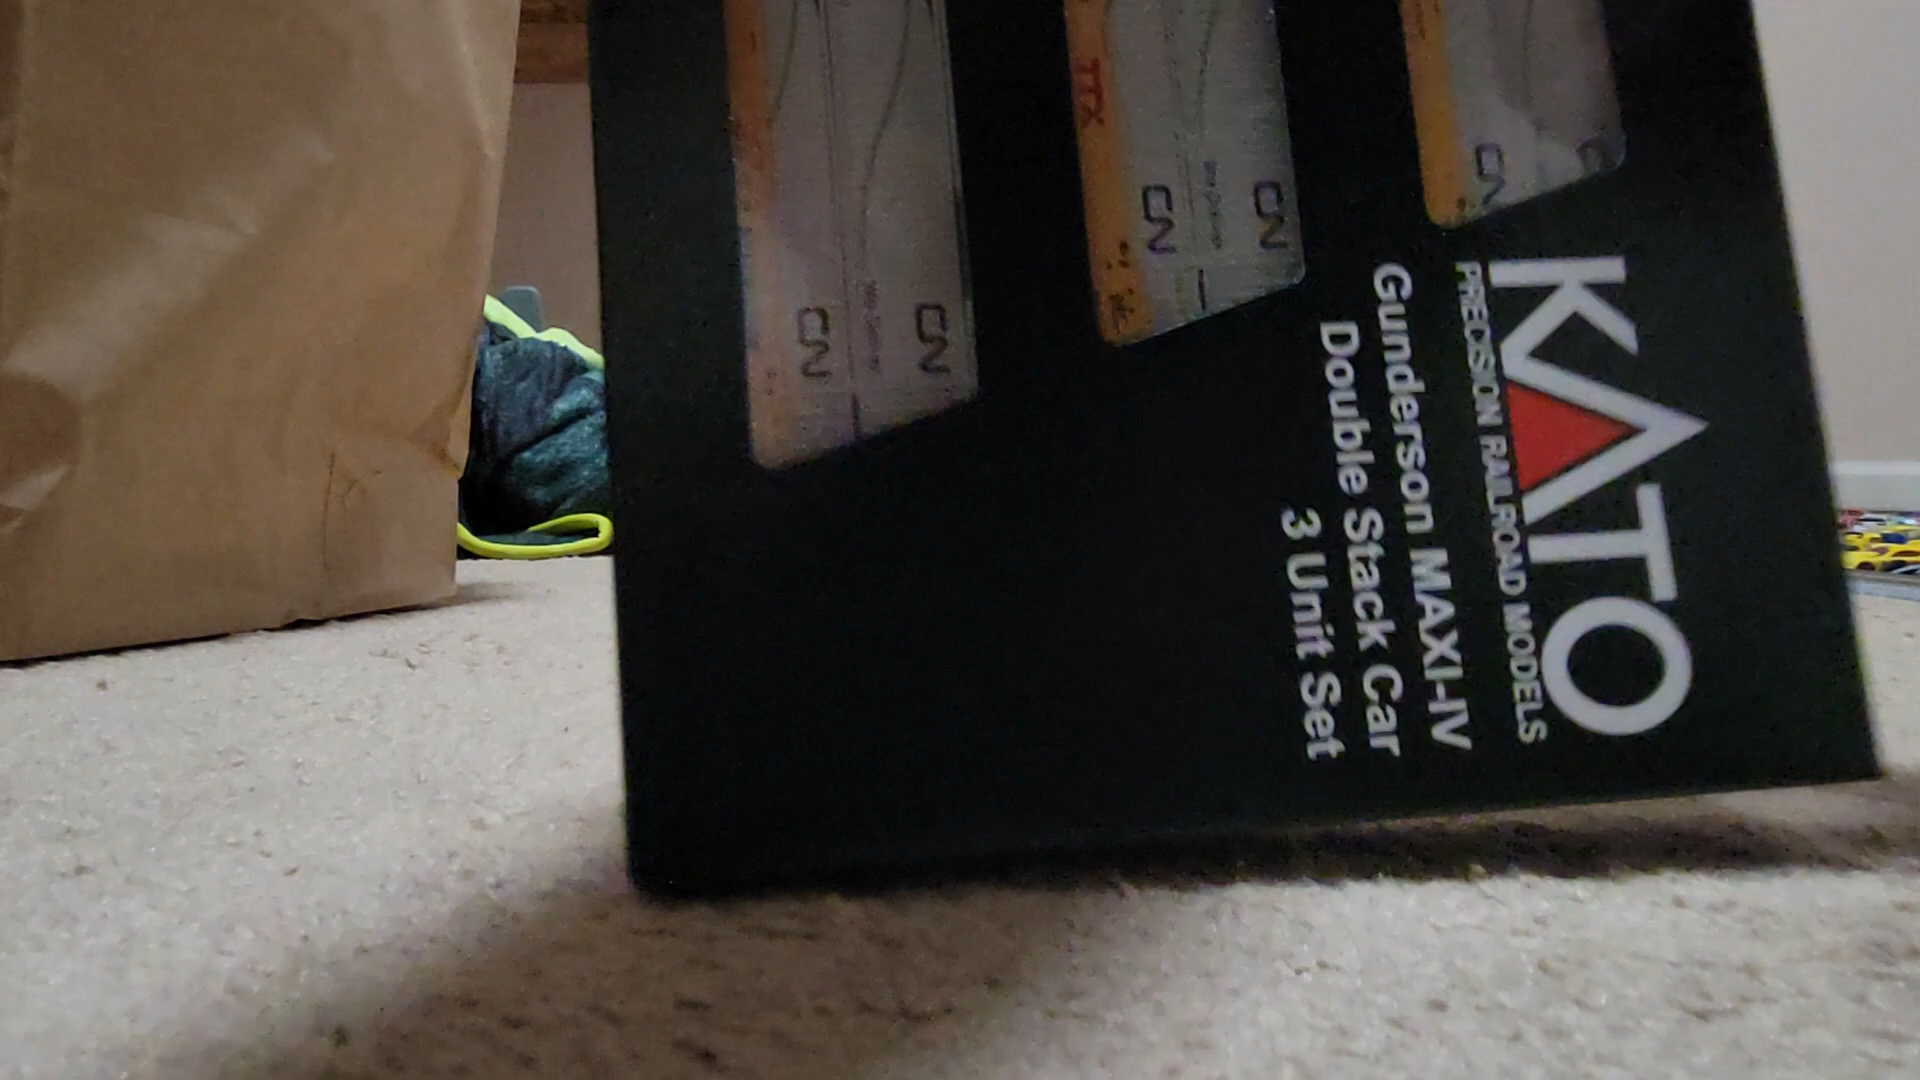 KATO
PRECISION RAILROAD MODELS
Gunderson MAXI-IV
Double Stack Car
3 Unit Set
TTX
CN
CN
CN
CN
CN